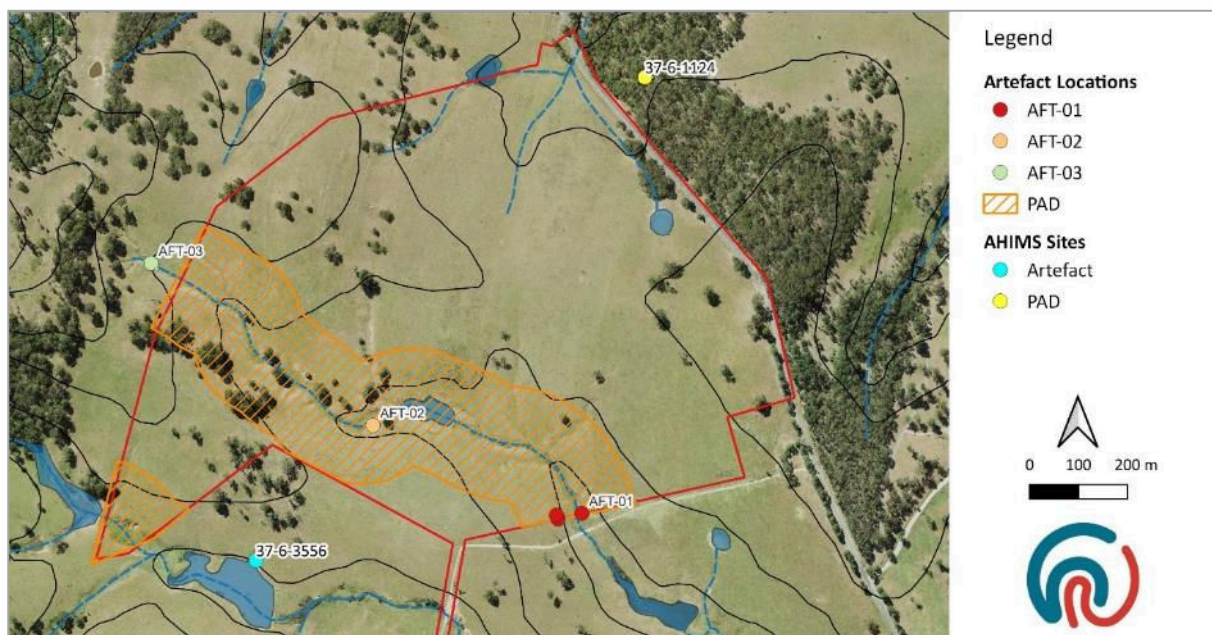 37-6-1124
AFT-03
AFT-02
AFT-01
37-6-3556
Legend
Artefact Locations
AFT-01
AFT-02
AFT-03
PAD
AHIMS Sites
Artefact
PAD
0 100 200 m